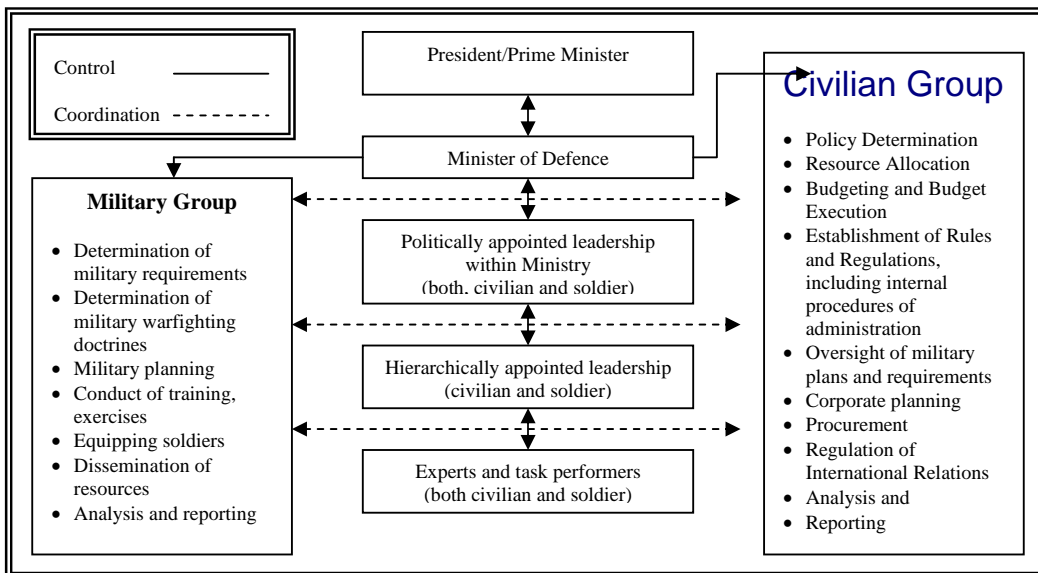 Control
Coordination
President/Prime Minister
Minister of Defence
Politically appointed leadership
within Ministry
(both, civilian and soldier)
Hierarchically appointed leadership
(civilian and soldier)
Experts and task performers
(both civilian and soldier)
Military Group
• Determination of
military requirements
• Determination of
military warfighting
doctrines
• Military planning
• Conduct of training,
exercises
• Equipping soldiers
• Dissemination of
resources
• Analysis and reporting
Civilian Group
• Policy Determination
• Resource Allocation
• Budgeting and Budget
Execution
• Establishment of Rules
and Regulations,
including internal
procedures of
administration
• Oversight of military
plans and requirements
• Corporate planning
• Procurement
• Regulation of
International Relations
• Analysis and
• Reporting